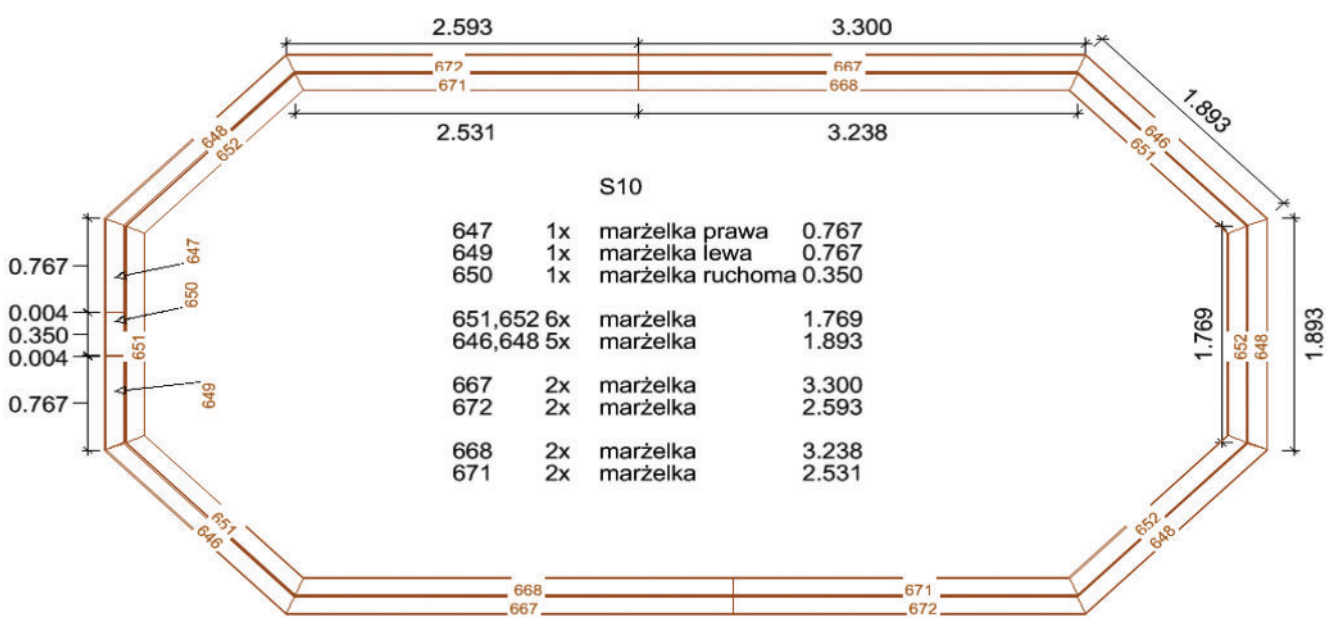 2.593 3.300
672 667
671 668
2.531 3.238
1.893
648 646
652 651
S10
647 1x marżelka prawa 0.767
649 1x marżelka lewa 0.767
650 1x marżelka ruchoma 0.350
651,652 6x marżelka 1.769
646,648 5x marżelka 1.893
667 2x marżelka 3.300
672 2x marżelka 2.593
668 2x marżelka 3.238
671 2x marżelka 2.531
0.767
0.004
0.350
0.004
0.767
647
650
651
649
1.769
652
648
1.893
651 652
646 648
668 671
667 672